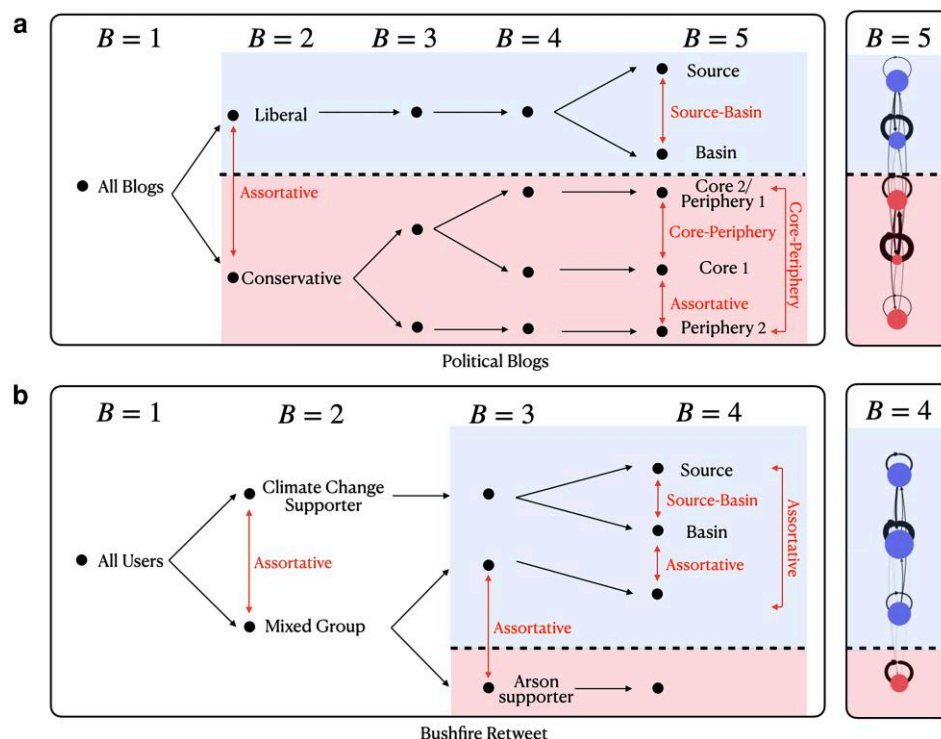 a
B = 1
B = 2
B = 3
B = 4
B = 5
B = 5
Source
Liberal
Source-Basin
Basin
All Blogs
Assortative
Core 2/
Periphery 1
Core-Periphery
Core-Periphery
Conservative
Core 1
Assortative
Periphery 2
Political Blogs
b
B = 1
B = 2
B = 3
B = 4
B = 4
Climate Change
Supporter
Source
Source-Basin
Assortative
Basin
All Users
Assortative
Assortative
Mixed Group
Assortative
Arson
supporter
Bushfire Retweet